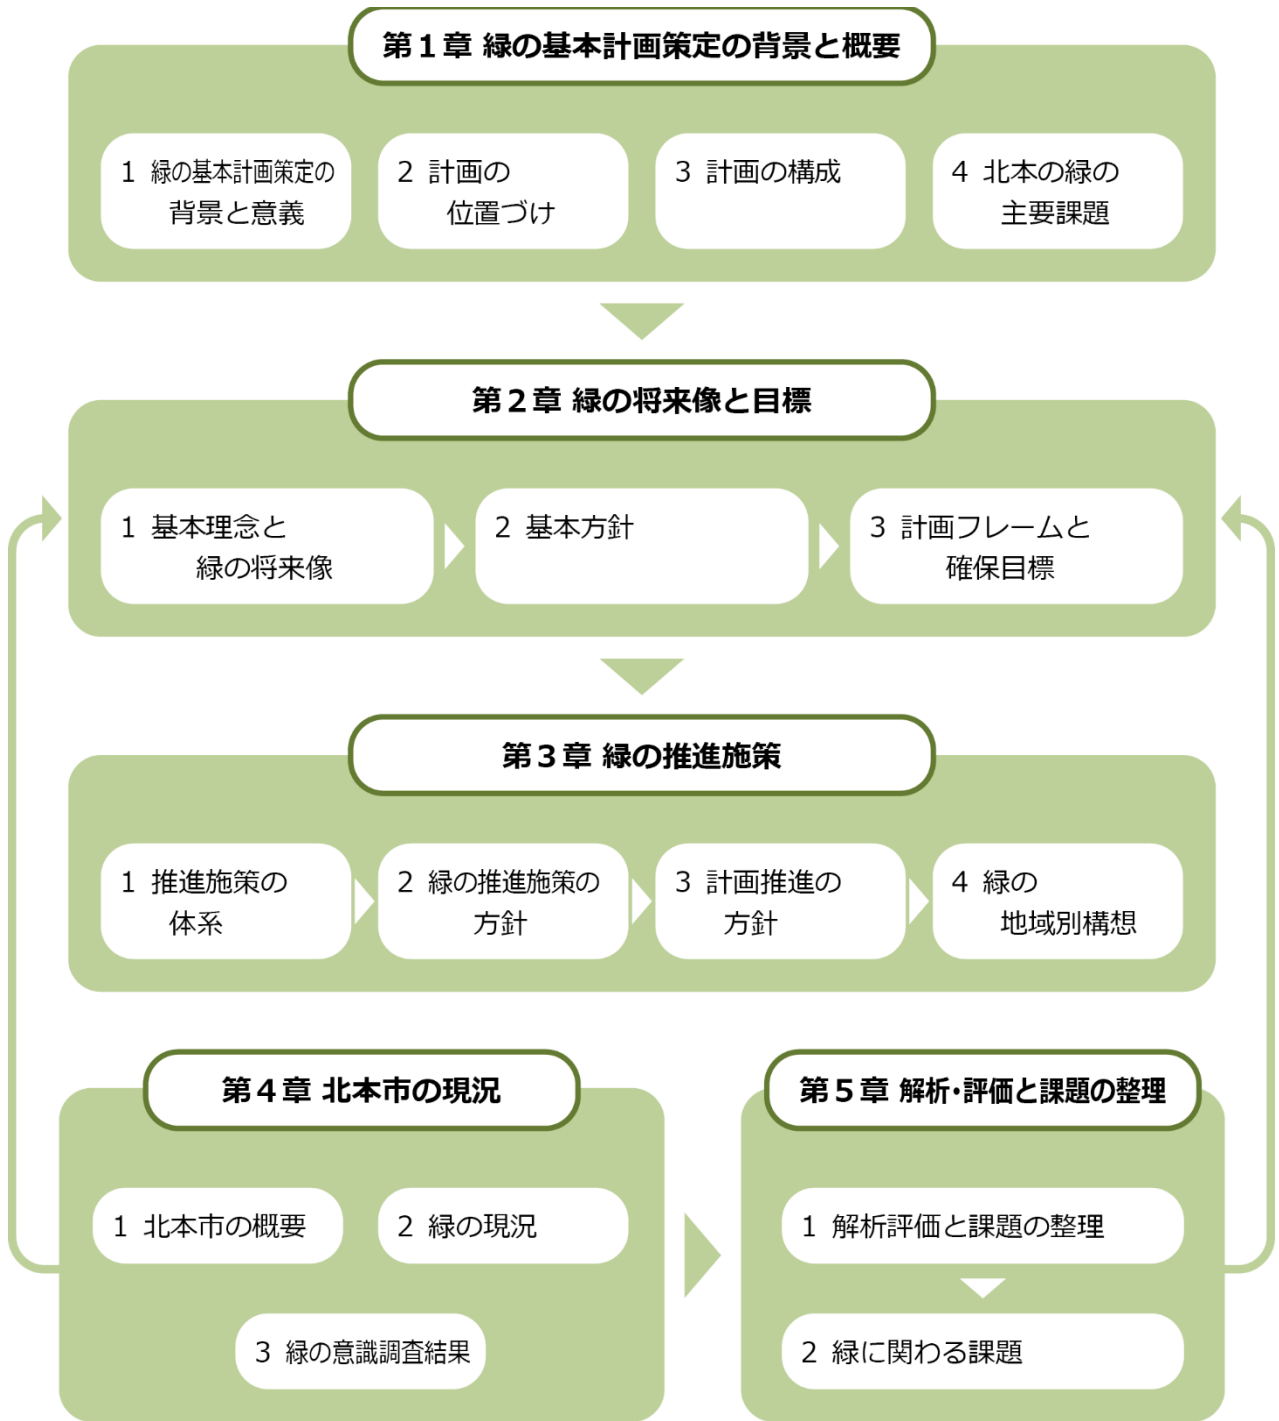 第１章 緑の基本計画策定の背景と概要
1 緑の基本計画策定の
背景と意義
2 計画の
位置づけ
3 計画の構成
4 北本の緑の
主要課題
第２章 緑の将来像と目標
1 基本理念と
緑の将来像
2 基本方針
3 計画フレームと
確保目標
第３章 緑の推進施策
1 推進施策の
体系
2 緑の推進施策の
方針
3 計画推進の
方針
4 緑の
地域別構想
第４章 北本市の現況
1 北本市の概要
2 緑の現況
3 緑の意識調査結果
第５章 解析・評価と課題の整理
1 解析評価と課題の整理
2 緑に関わる課題